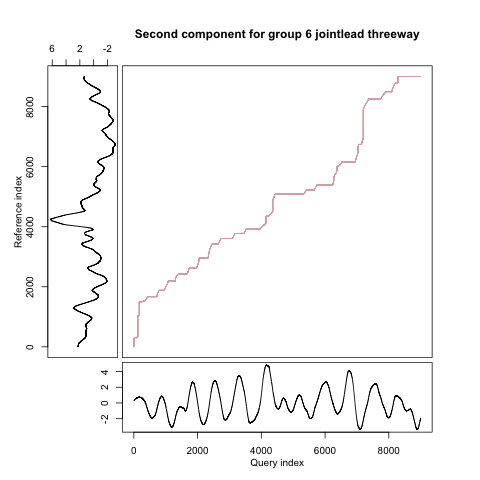 Second component for group 6 jointlead threeway
6 2 -2
Reference index
8000
6000
4000
2000
0
4
2
0
-2
0 2000 4000 6000 8000
Query index